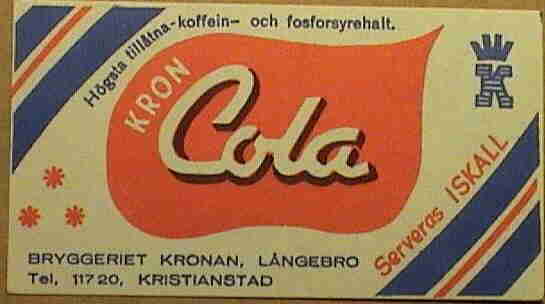 Högsta tillåtna-koffein- och fosforsyrehalt.
KRON
Cola
K
Serveras ISKALL
BRYGGERIET KRONAN, LÅNGEBRO
Tel. 11720, KRISTIANSTAD